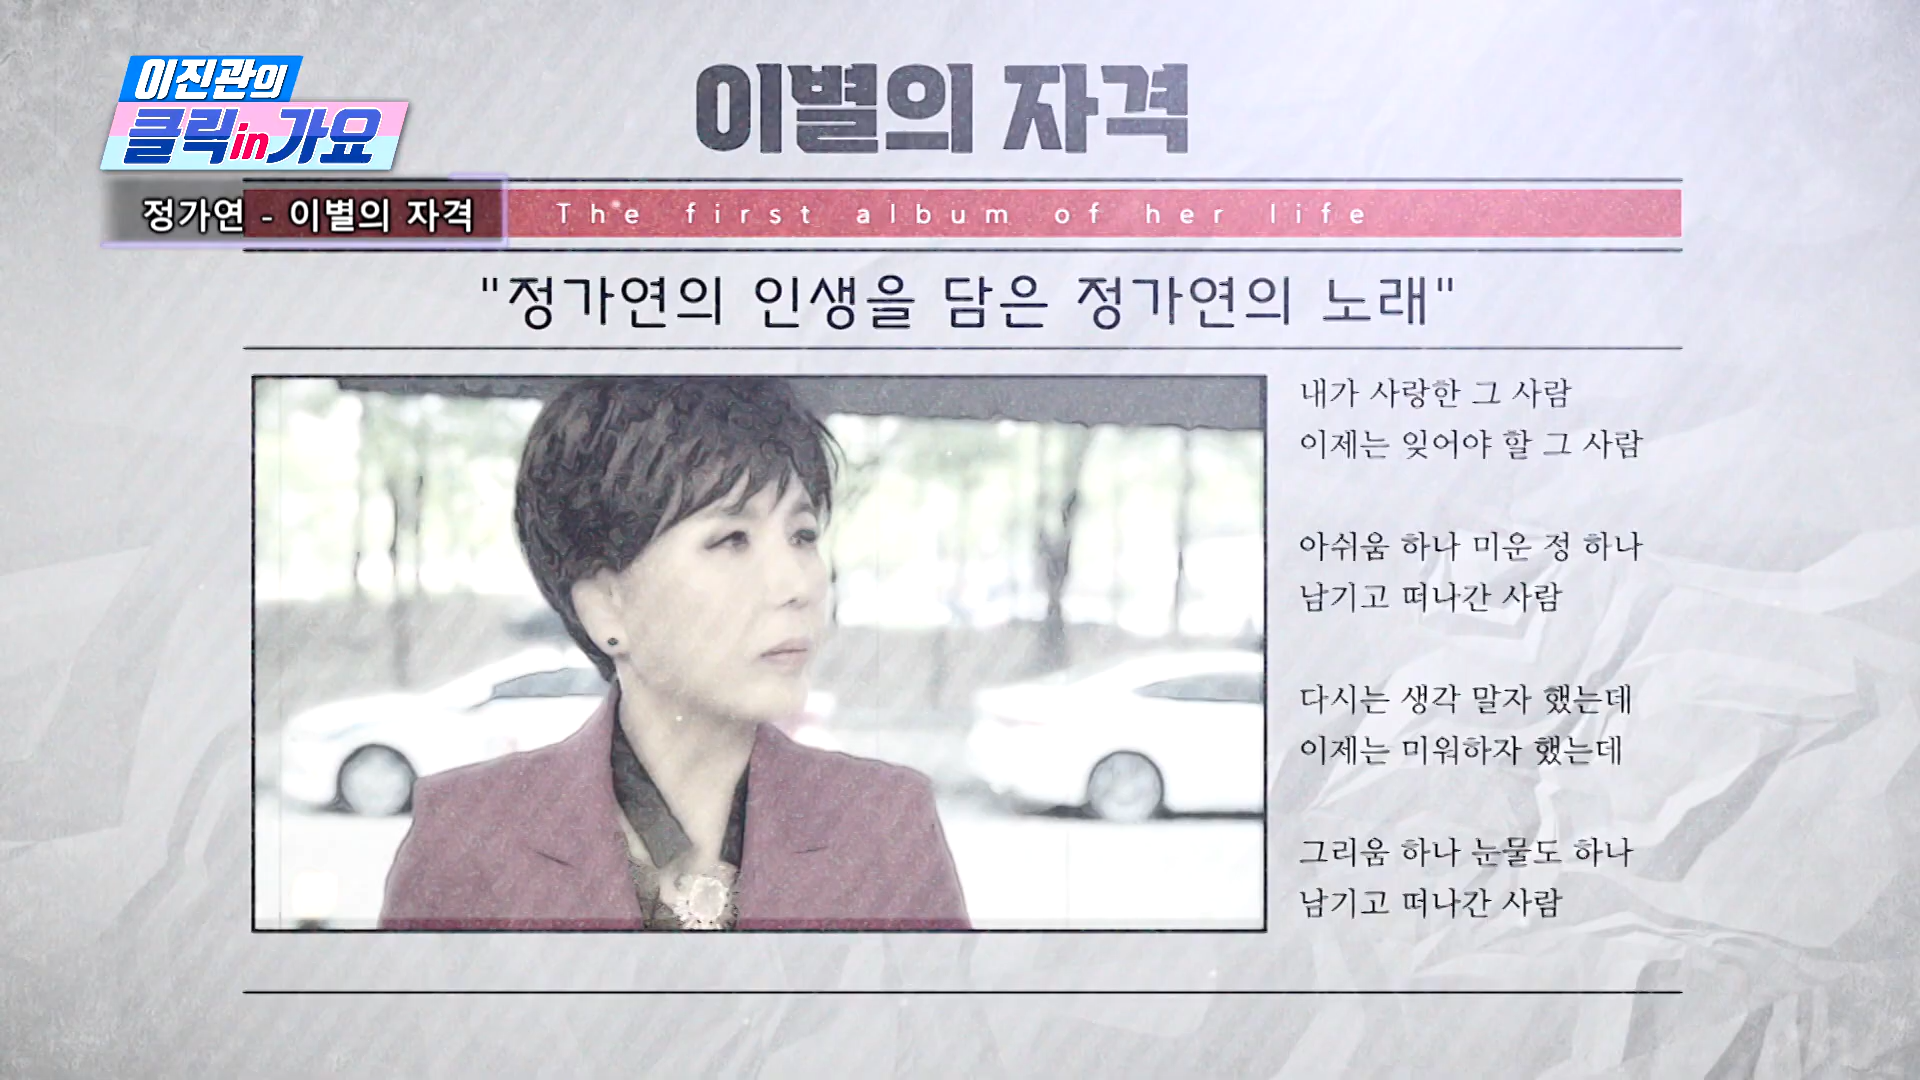 이진관의
클릭in가요
이별의 자격
정가연 - 이별의 자격
The first album of her life
"정가연의 인생을 담은 정가연의 노래"
내가 사랑한 그 사람
이제는 잊어야 할 그 사람
아쉬움 하나 미운 정 하나
남기고 떠나간 사람
다시는 생각 말자 했는데
이제는 미워하자 했는데
그리움 하나 눈물도 하나
남기고 떠나간 사람